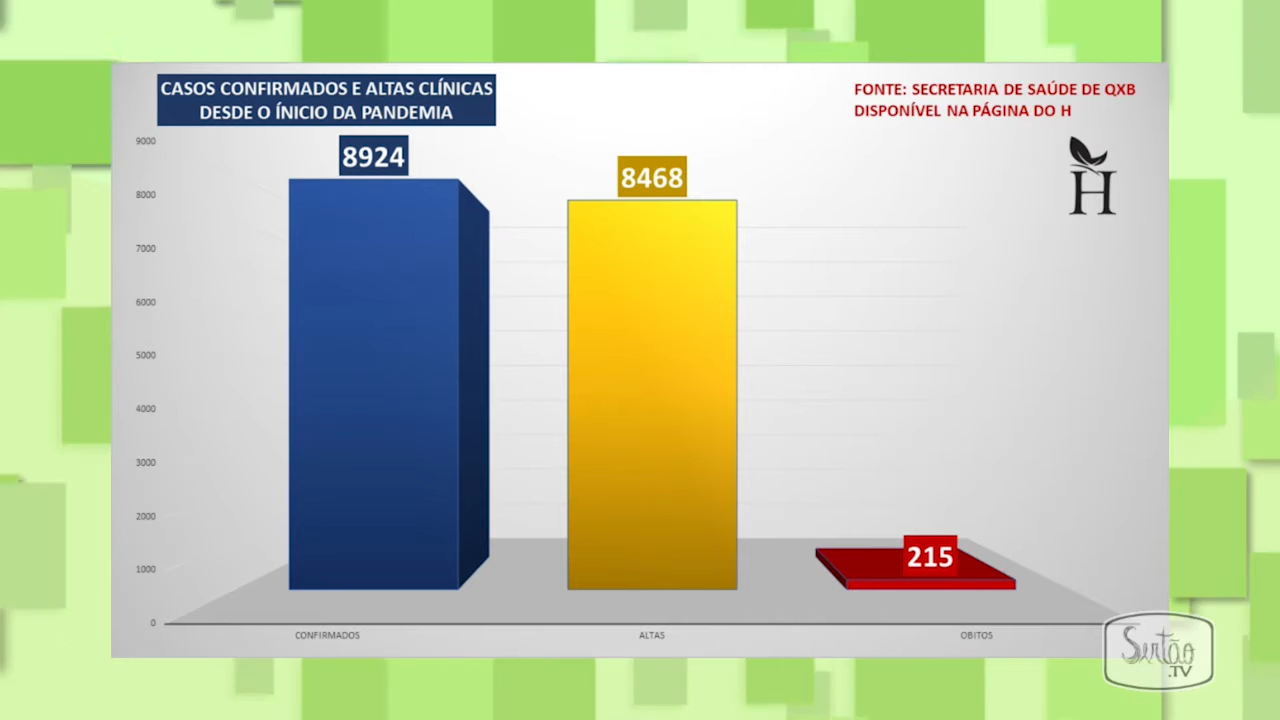 CASOS CONFIRMADOS E ALTAS CLÍNICAS
DESDE O ÍNICIO DA PANDEMIA
FONTE: SECRETARIA DE SAÚDE DE QXB
DISPONÍVEL NA PÁGINA DO H
H
9000
8000
7000
6000
5000
4000
3000
2000
1000
0
8924
8468
215
CONFIRMADOS
ALTAS
OBITOS
Sertão
.TV